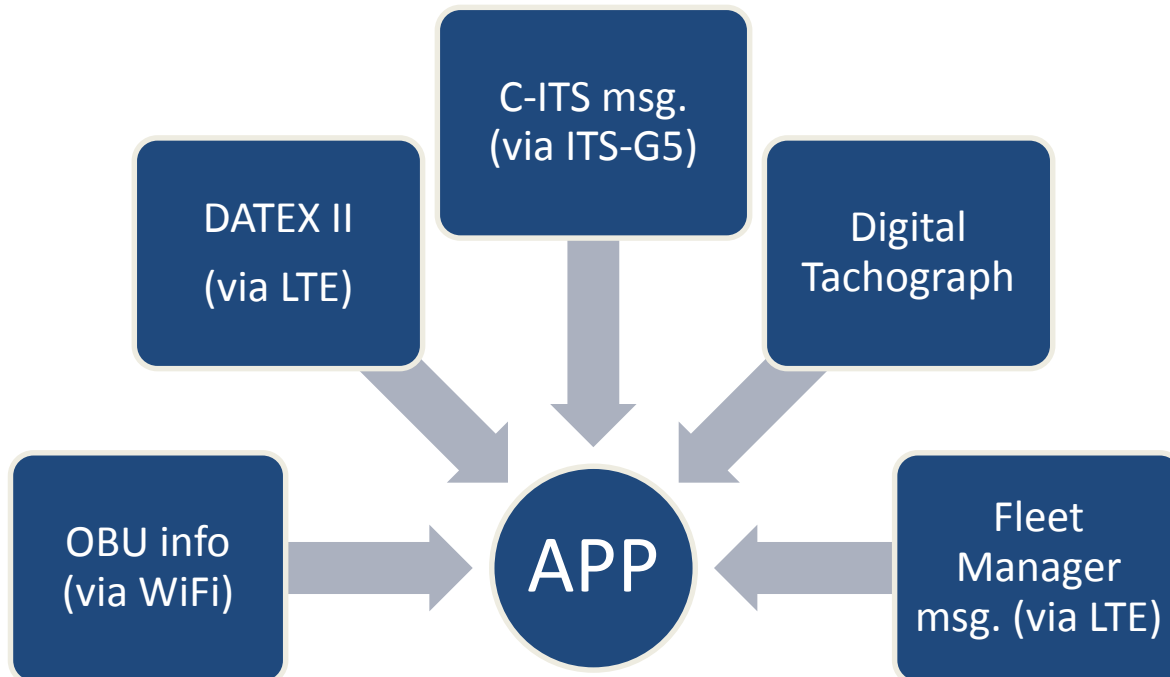 C-ITS msg.
(via ITS-G5)
DATEX II
(via LTE)
Digital
Tachograph
OBU info
(via WiFi)
APP
Fleet
Manager
msg. (via LTE)